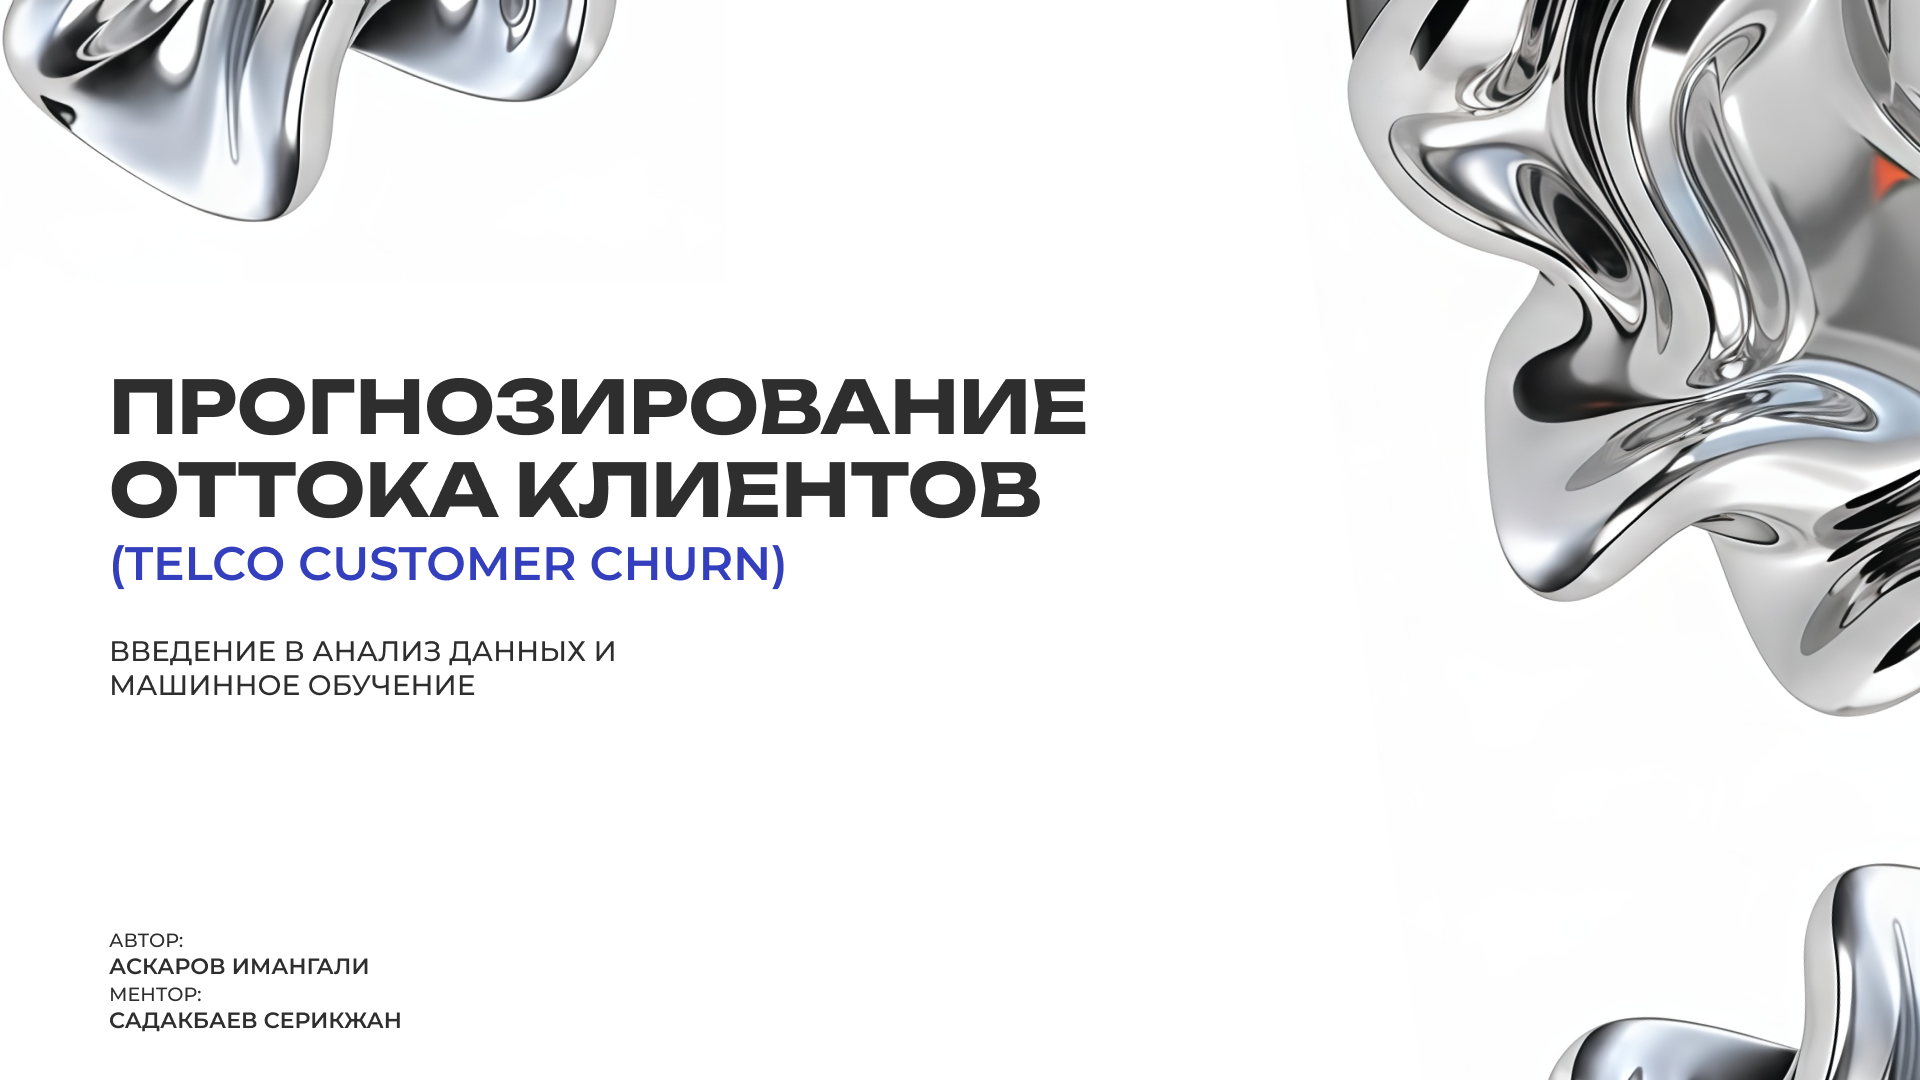 ПРОГНОЗИРОВАНИЕ
ОТТОКА КЛИЕНТОВ
(TELCO CUSTOMER CHURN)
ВВЕДЕНИЕ В АНАЛИЗ ДАННЫХ И
МАШИННОЕ ОБУЧЕНИЕ
АВТОР:
АСКАРОВ ИМАНГАЛИ
МЕНТОР:
САДАКБАЕВ СЕРИКЖАН